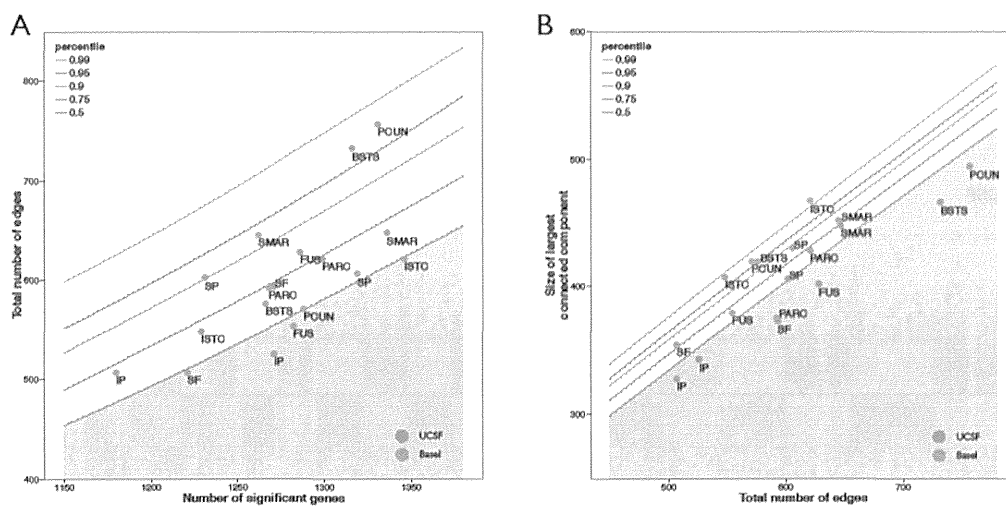 A
percentile
0.99
0.95
0.9
0.75
0.5
800
700
600
500
400
PCUN
BSTS
SMAR
FUS
PARC
SMAR
ISTC
SP
SF
SP
PARC
BSTS
PCUN
FUS
ISTC
IP
IP
SF
UCSF
Basel
1150
1200
1250
1300
1350
Number of significant genes
Total number of edges
B
percentile
0.99
0.95
0.9
0.75
0.5
600
500
400
300
PCUN
BSTS
ISTC
SMAR
SMAR
SP
PARC
BSTS
PCUN
SP
ISTC
FUS
FUS
PARC
SF
SF
IP
IP
UCSF
Basel
500
600
700
Total number of edges
Size of largest
connected component